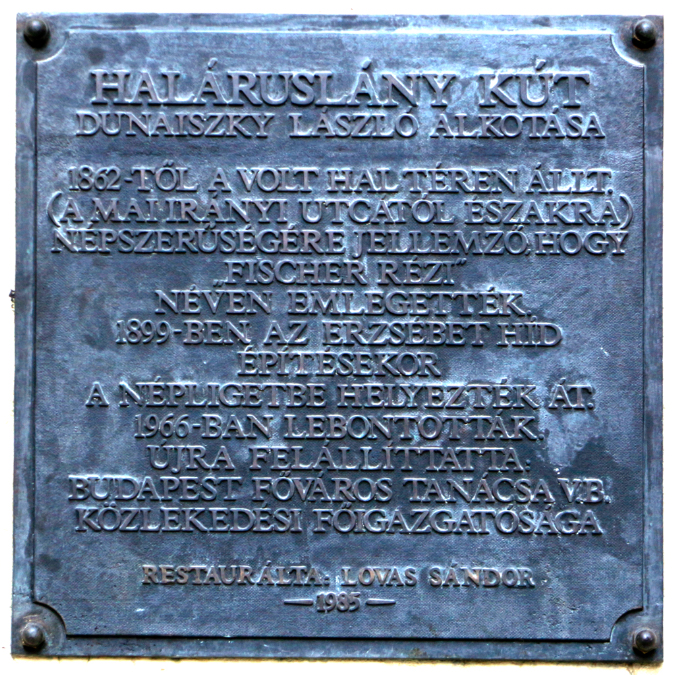 HALÁRUSLÁNY KÚT
DUNAISZKY LÁSZLÓ ALKOTÁSA
1862-TŐL A VOLT HAL TÉREN ÁLLT.
(A MAI IRÁNYI UTCÁTÓL ÉSZAKRA)
NÉPSZERŰSÉGÉRE JELLEMZŐ, HOGY
„FISCHER RÉZI”
NÉVEN EMLEGETTÉK.
1899-BEN, AZ ERZSÉBET HÍD
ÉPÍTÉSEKOR
A NÉPLIGETBE HELYEZTÉK ÁT.
1966-BAN LEBONTOTTÁK.
ÚJRA FELÁLLÍTTATTA:
BUDAPEST FŐVÁROS TANÁCSA V.B.
KÖZLEKEDÉSI FŐIGAZGATÓSÁGA
RESTAURÁLTA: LOVAS SÁNDOR
— 1985 —